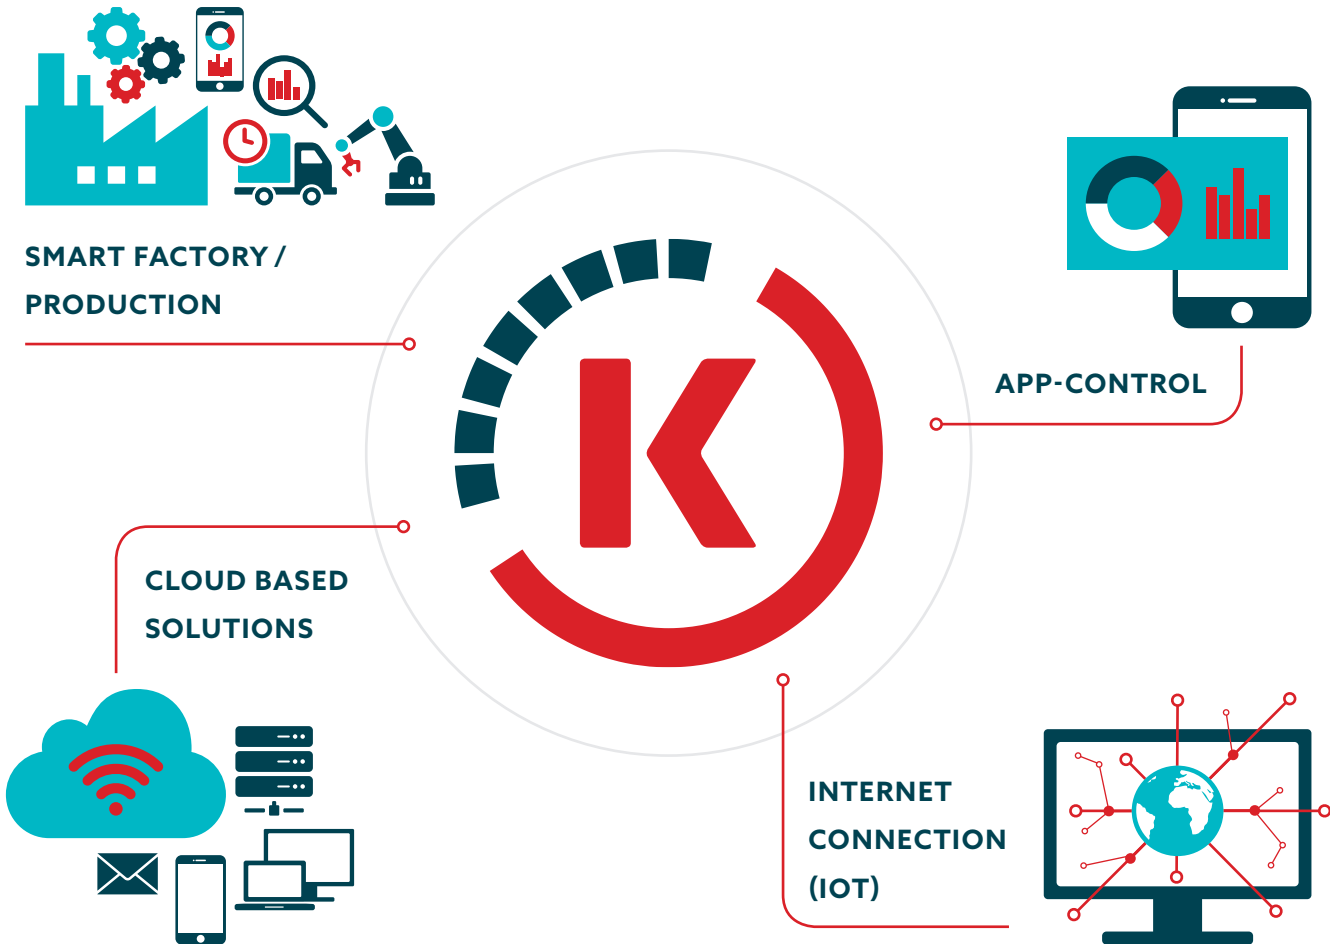 SMART FACTORY /
PRODUCTION
APP-CONTROL
K
CLOUD BASED
SOLUTIONS
INTERNET
CONNECTION
(IOT)